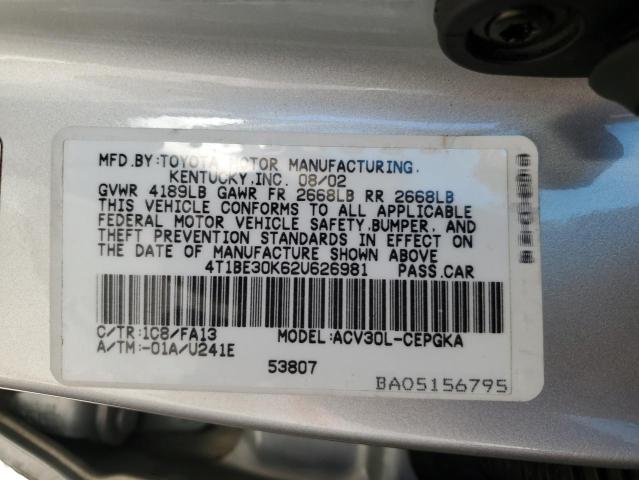 MFD.BY:TOYOTA MOTOR MANUFACTURING.
KENTUCKY,INC. 08/02
GVWR 4189LB GAWR FR 2668LB RR 2668LB
THIS VEHICLE CONFORMS TO ALL APPLICABLE
FEDERAL MOTOR VEHICLE SAFETY,BUMPER, AND
THEFT PREVENTION STANDARDS IN EFFECT ON
THE DATE OF MANUFACTURE SHOWN ABOVE
4T1BE30K62U626981 PASS.CAR
C/TR:1C8/FA13 MODEL:ACV30L-CEPGKA
A/TM:-01A/U241E
53807
BA05156795